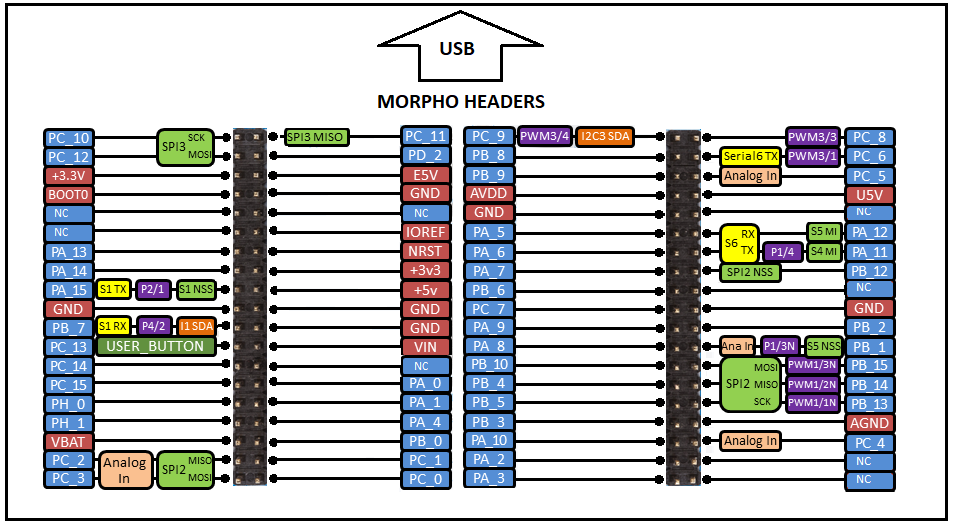 USB
MORPHO HEADERS
PC_10 SPI3 SCK SPI3 MISO PC_11 PC_9 PWM3/4 I2C3 SDA PWM3/3 PC_8
PC_12 MOSI PD_2 PB_8 Serial6 TX PWM3/1 PC_6
+3.3V E5V PB_9 Analog In PC_5
BOOT0 GND AVDD U5V
NC NC GND NC
NC IOREF PA_5 S6 RX S5 MI PA_12
PA_13 NRST PA_6 TX P1/4 S4 MI PA_11
PA_14 +3v3 PA_7 SPI2 NSS PB_12
PA_15 S1 TX P2/1 S1 NSS +5v PB_6 NC
GND GND PC_7 GND
PB_7 S1 RX P4/2 I1 SDA GND PA_9 PB_2
PC_13 USER_BUTTON VIN PA_8 Ana In P1/3N S5 NSS PB_1
PC_14 NC PB_10 MOSI PWM1/3N PB_15
PC_15 PA_0 PB_4 SPI2 MISO PWM1/2N PB_14
PH_0 PA_1 PB_5 SCK PWM1/1N PB_13
PH_1 PA_4 PB_3 AGND
VBAT PB_0 PA_10 Analog In PC_4
PC_2 Analog In SPI2 MISO PC_1 PA_2 NC
PC_3 MOSI PC_0 PA_3 NC